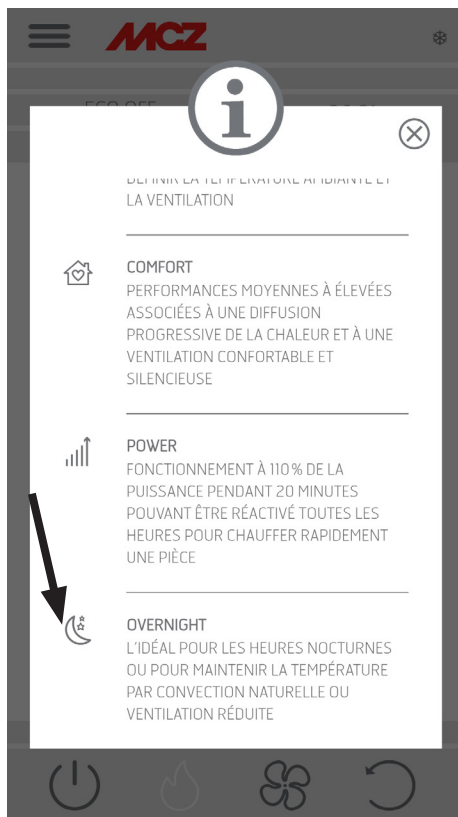 MCZ
i
LA VENTILATION
COMFORT
PERFORMANCES MOYENNES À ÉLEVÉES
ASSOCIÉES À UNE DIFFUSION
PROGRESSIVE DE LA CHALEUR ET À UNE
VENTILATION CONFORTABLE ET
SILENCIEUSE
POWER
FONCTIONNEMENT À 110 % DE LA
PUISSANCE PENDANT 20 MINUTES
POUVANT ÊTRE RÉACTIVÉ TOUTES LES
HEURES POUR CHAUFFER RAPIDEMENT
UNE PIÈCE
OVERNIGHT
L'IDÉAL POUR LES HEURES NOCTURNES
OU POUR MAINTENIR LA TEMPÉRATURE
PAR CONVECTION NATURELLE OU
VENTILATION RÉDUITE